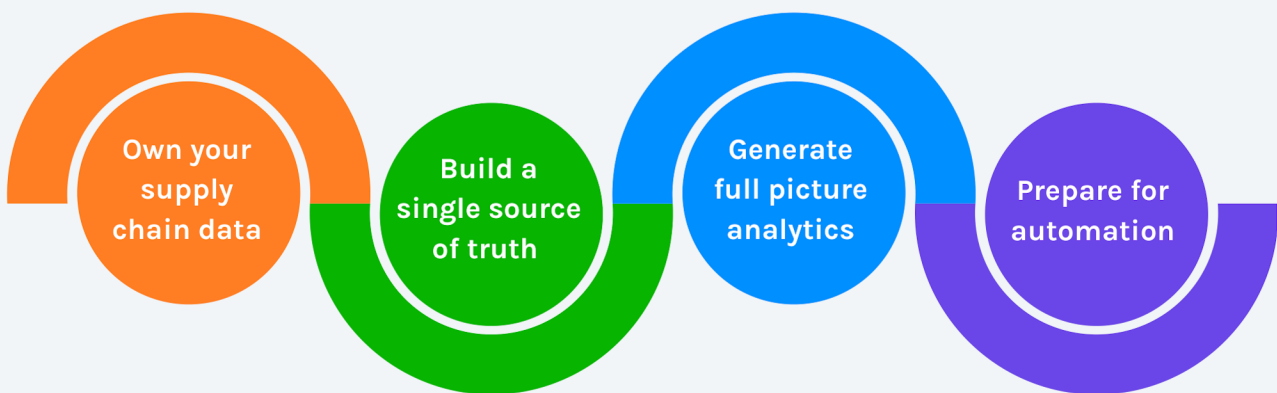 Own your
supply
chain data
Build a
single source
of truth
Generate
full picture
analytics
Prepare for
automation